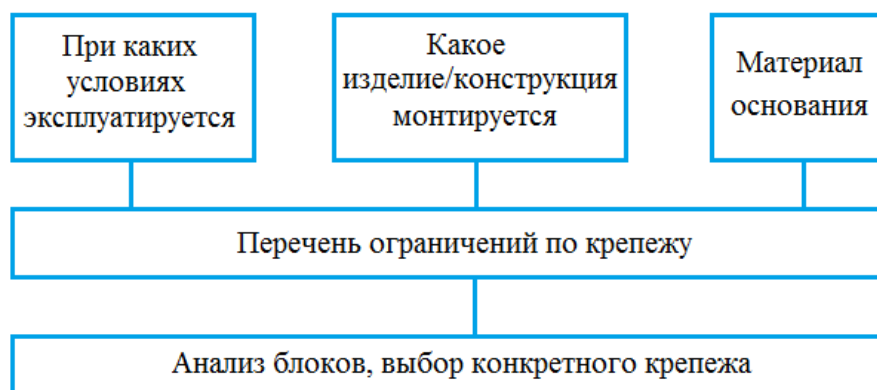 При каких
условиях
эксплуатируется
Какое
изделие/конструкция
монтируется
Материал
основания
Перечень ограничений по крепежу
Анализ блоков, выбор конкретного крепежа